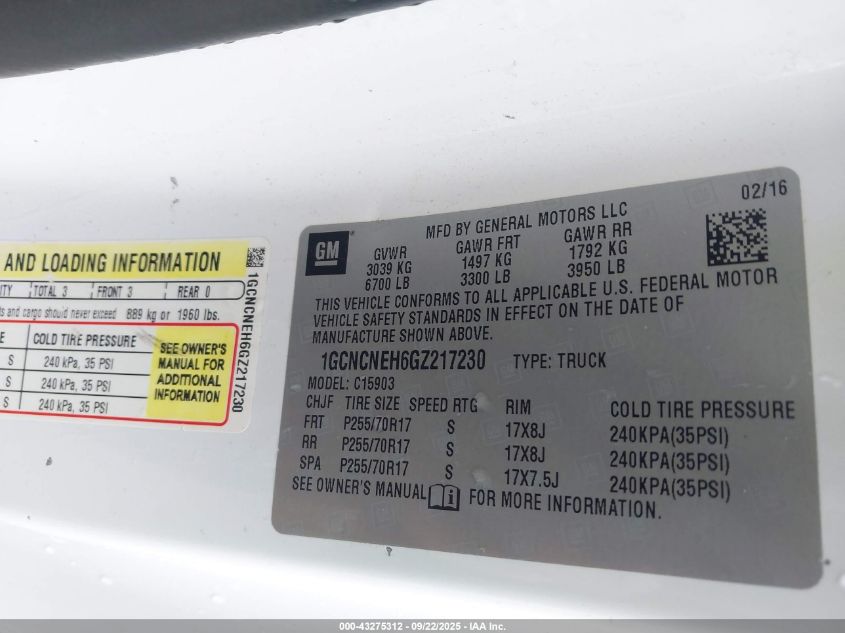 AND LOADING INFORMATION
TOTAL 3 FRONT 3 REAR 0
and cargo should never exceed 889 kg or 1960 lbs.
COLD TIRE PRESSURE
S 240 kPa, 35 PSI
S 240 kPa, 35 PSI
S 240 kPa, 35 PSI
SEE OWNER'S
MANUAL FOR
ADDITIONAL
INFORMATION
1GCNCNEH6GZ217230
02/16
GM
MFD BY GENERAL MOTORS LLC
GVWR GAWR FRT GAWR RR
3039 KG 1497 KG 1792 KG
6700 LB 3300 LB 3950 LB
THIS VEHICLE CONFORMS TO ALL APPLICABLE U.S. FEDERAL MOTOR
VEHICLE SAFETY STANDARDS IN EFFECT ON THE DATE OF
MANUFACTURE SHOWN ABOVE.
1GCNCNEH6GZ217230 TYPE: TRUCK
MODEL: C15903
CHJF TIRE SIZE SPEED RTG RIM COLD TIRE PRESSURE
FRT P255/70R17 S 17X8J 240KPA(35PSI)
RR P255/70R17 S 17X8J 240KPA(35PSI)
SPA P255/70R17 S 17X7.5J 240KPA(35PSI)
SEE OWNER'S MANUAL FOR MORE INFORMATION.
000-43275312 - 09/22/2025 - IAA Inc.